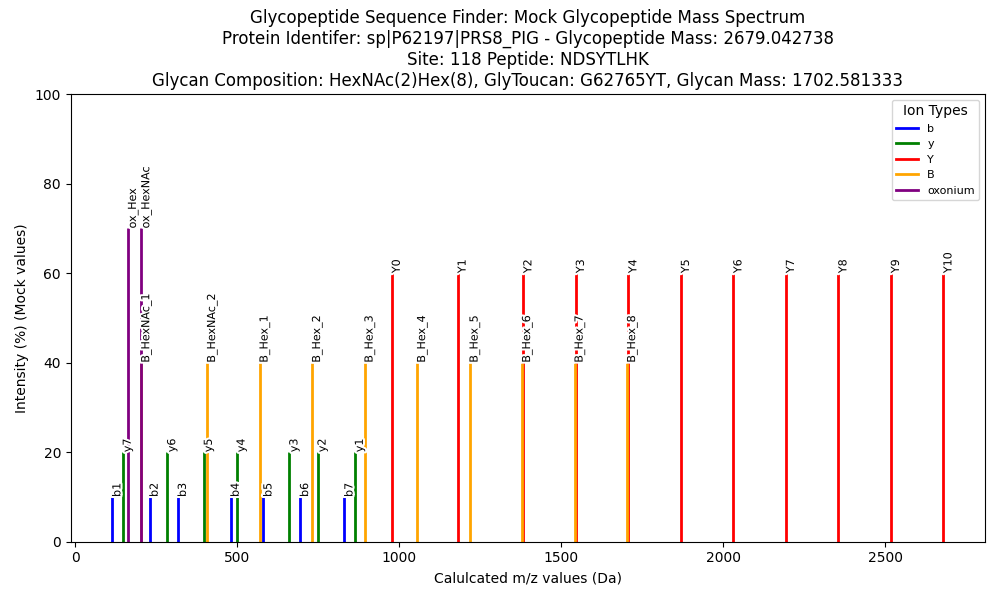 Glycopeptide Sequence Finder: Mock Glycopeptide Mass Spectrum
Protein Identifer: sp|P62197|PRS8_PIG - Glycopeptide Mass: 2679.042738
Site: 118 Peptide: NDSYTLHK
Glycan Composition: HexNAc(2)Hex(8), GlyToucan: G62765YT, Glycan Mass: 1702.581333
Intensity (%) (Mock values)
100
80
60
40
20
0
Ion Types
b
y
Y
B
oxonium
ox_Hex
ox_HexNAc
B_HexNAc_1
B_HexNAc_2
B_Hex_1
B_Hex_2
B_Hex_3
B_Hex_4
B_Hex_5
B_Hex_6
B_Hex_7
B_Hex_8
Y0
Y1
Y2
Y3
Y4
Y5
Y6
Y7
Y8
Y9
Y10
y7
y6
y5
y4
y3
y2
y1
b1
b2
b3
b4
b5
b6
b7
0
500
1000
1500
2000
2500
Calulcated m/z values (Da)